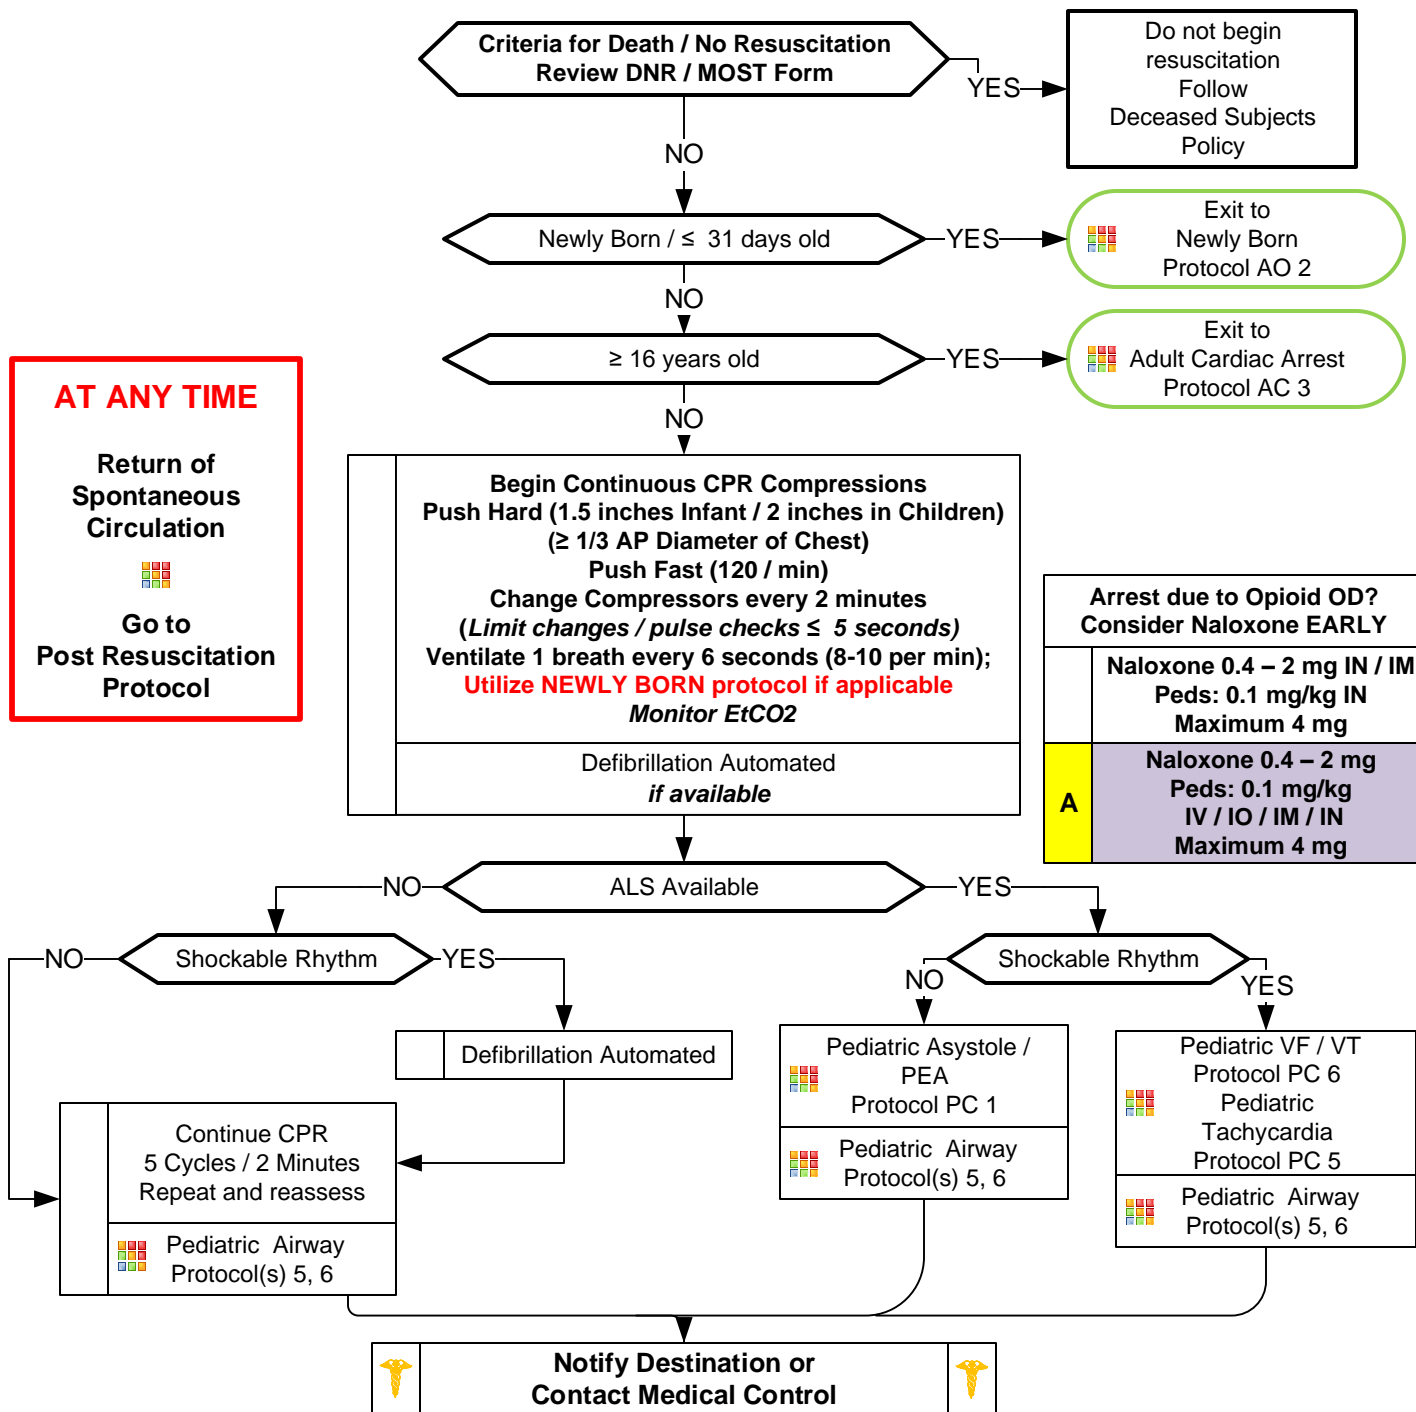 Criteria for Death / No Resuscitation
Review DNR / MOST Form
YES
Do not begin
resuscitation
Follow
Deceased Subjects
Policy
NO
Newly Born / ≤ 31 days old
YES
Exit to
Newly Born
Protocol AO 2
NO
≥ 16 years old
YES
Exit to
Adult Cardiac Arrest
Protocol AC 3
NO
AT ANY TIME
Return of
Spontaneous
Circulation
Go to
Post Resuscitation
Protocol
Begin Continuous CPR Compressions
Push Hard (1.5 inches Infant / 2 inches in Children)
(≥ 1/3 AP Diameter of Chest)
Push Fast (120 / min)
Change Compressors every 2 minutes
(Limit changes / pulse checks ≤ 5 seconds)
Ventilate 1 breath every 6 seconds (8-10 per min);
Utilize NEWLY BORN protocol if applicable
Monitor EtCO2
Defibrillation Automated
if available
Arrest due to Opioid OD?
Consider Naloxone EARLY
Naloxone 0.4 – 2 mg IN / IM
Peds: 0.1 mg/kg IN
Maximum 4 mg
A
Naloxone 0.4 – 2 mg
Peds: 0.1 mg/kg
IV / IO / IM / IN
Maximum 4 mg
NO
ALS Available
YES
NO
Shockable Rhythm
YES
Shockable Rhythm
NO
YES
Defibrillation Automated
Continue CPR
5 Cycles / 2 Minutes
Repeat and reassess
Pediatric Airway
Protocol(s) 5, 6
Pediatric Asystole /
PEA
Protocol PC 1
Pediatric Airway
Protocol(s) 5, 6
Pediatric VF / VT
Protocol PC 6
Pediatric
Tachycardia
Protocol PC 5
Pediatric Airway
Protocol(s) 5, 6
Notify Destination or
Contact Medical Control